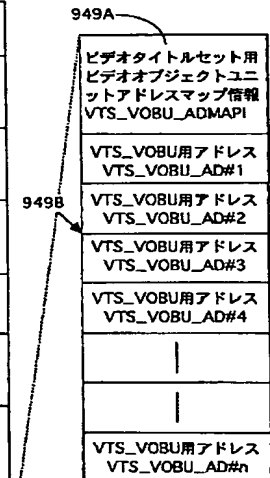 949A
ビデオタイトルセット用
ビデオオブジェクトユニ
ットアドレスマップ情報
VTS_VOBU_ADMAPI
VTS_VOBU用アドレス
VTS_VOBU_AD#1
949B
VTS_VOBU用アドレス
VTS_VOBU_AD#2
VTS_VOBU用アドレス
VTS_VOBU_AD#3
VTS_VOBU用アドレス
VTS_VOBU_AD#4
VTS_VOBU用アドレス
VTS_VOBU_AD#n